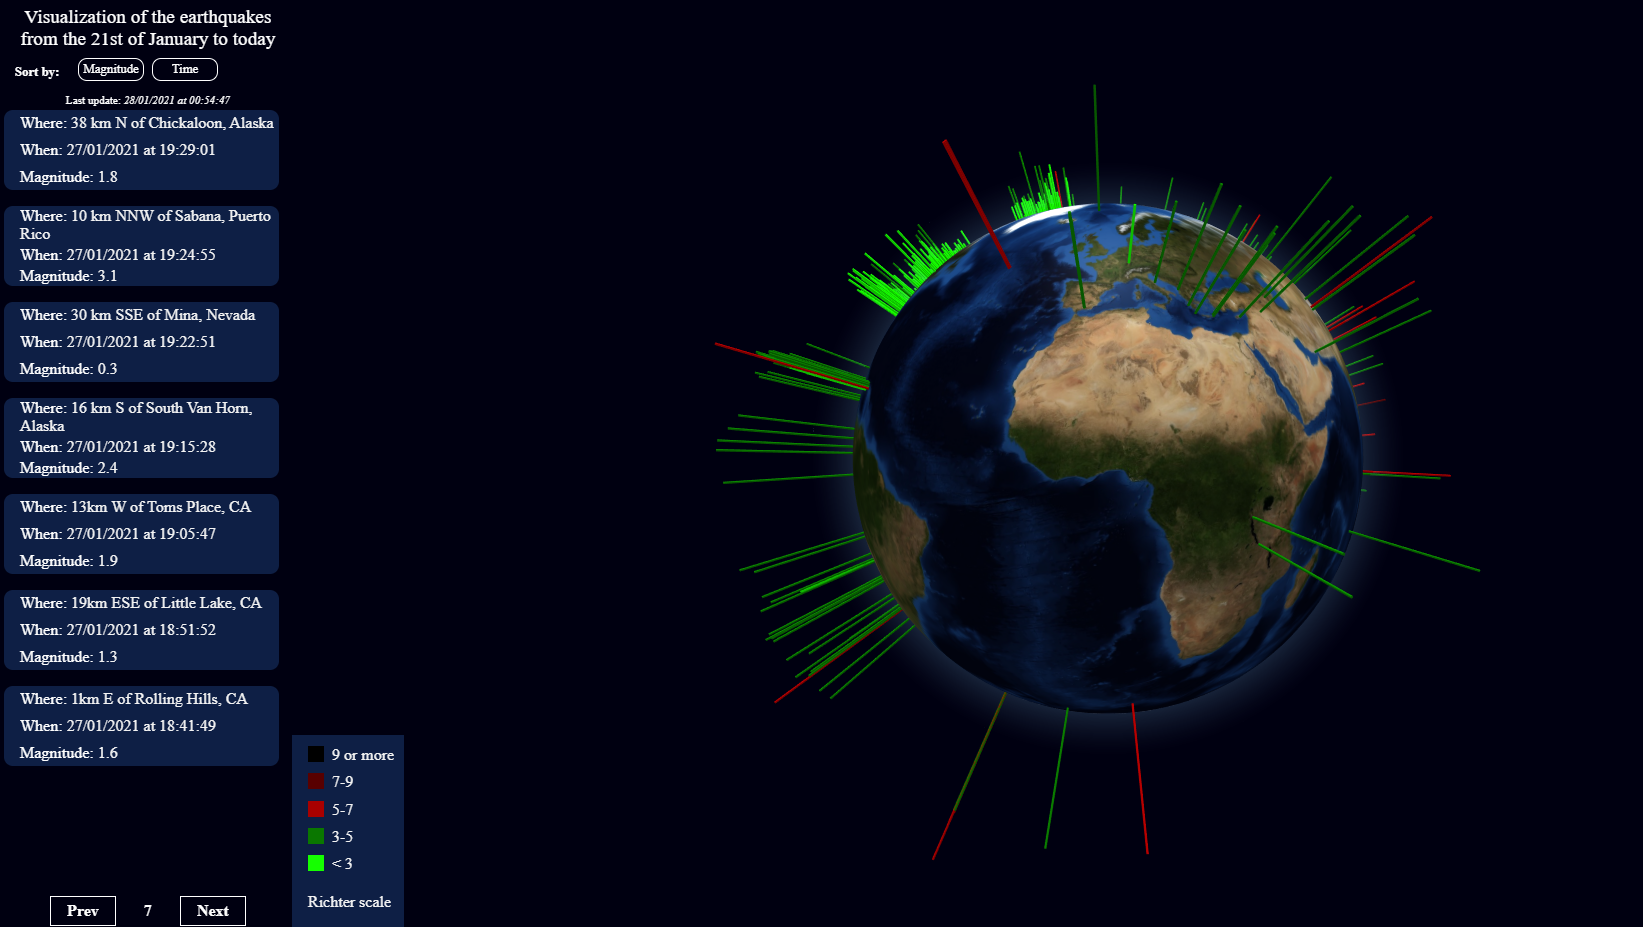 Visualization of the earthquakes
from the 21st of January to today
Sort by: Magnitude Time
Last update: 28/01/2021 at 00:54:47
Where: 38 km N of Chickaloon, Alaska
When: 27/01/2021 at 19:29:01
Magnitude: 1.8
Where: 10 km NNW of Sabana, Puerto
Rico
When: 27/01/2021 at 19:24:55
Magnitude: 3.1
Where: 30 km SSE of Mina, Nevada
When: 27/01/2021 at 19:22:51
Magnitude: 0.3
Where: 16 km S of South Van Horn,
Alaska
When: 27/01/2021 at 19:15:28
Magnitude: 2.4
Where: 13km W of Toms Place, CA
When: 27/01/2021 at 19:05:47
Magnitude: 1.9
Where: 19km ESE of Little Lake, CA
When: 27/01/2021 at 18:51:52
Magnitude: 1.3
Where: 1km E of Rolling Hills, CA
When: 27/01/2021 at 18:41:49
Magnitude: 1.6
Prev 7 Next
9 or more
7-9
5-7
3-5
< 3
Richter scale